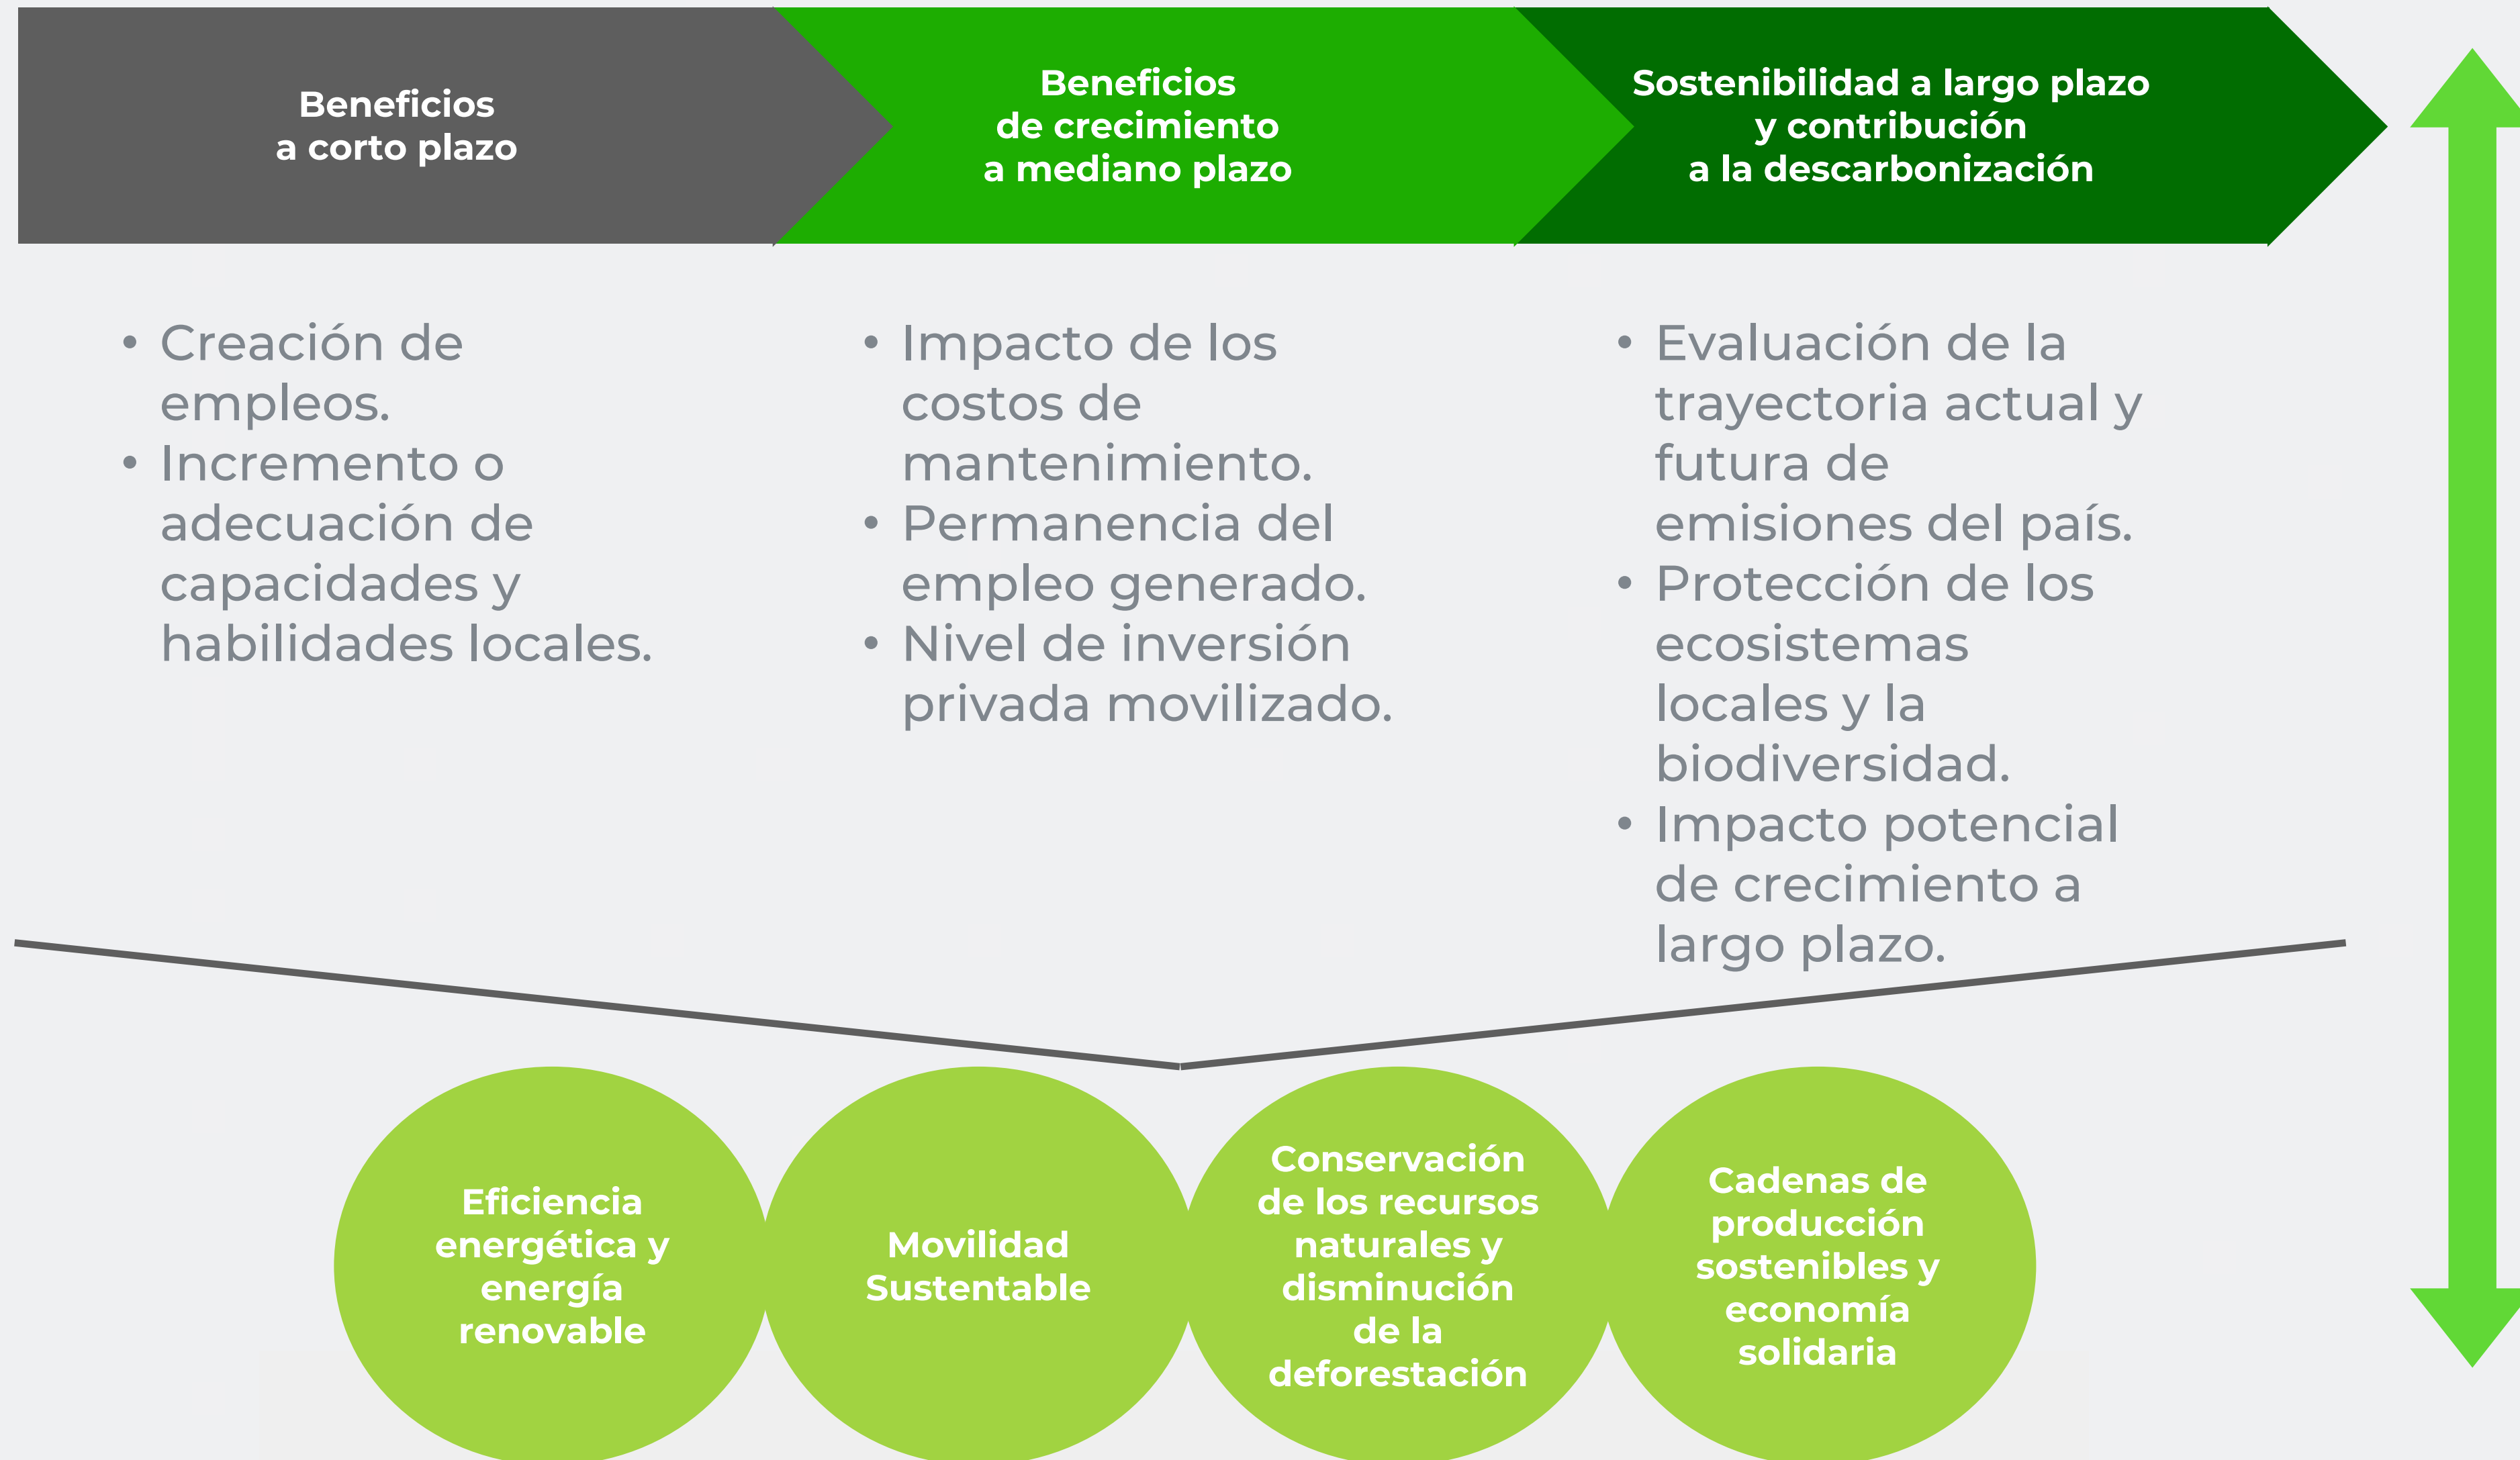 Beneficios
a corto plazo
Beneficios
de crecimiento
a mediano plazo
Sostenibilidad a largo plazo
y contribución
a la descarbonización
• Creación de
empleos.
• Incremento o
adecuación de
capacidades y
habilidades locales.
• Impacto de los
costos de
mantenimiento.
• Permanencia del
empleo generado.
• Nivel de inversión
privada movilizado.
• Evaluación de la
trayectoria actual y
futura de
emisiones del país.
• Protección de los
ecosistemas
locales y la
biodiversidad.
• Impacto potencial
de crecimiento a
largo plazo.
Eficiencia
energética y
energía
renovable
Movilidad
Sustentable
Conservación
de los recursos
naturales y
disminución
de la
deforestación
Cadenas de
producción
sostenibles y
economía
solidaria